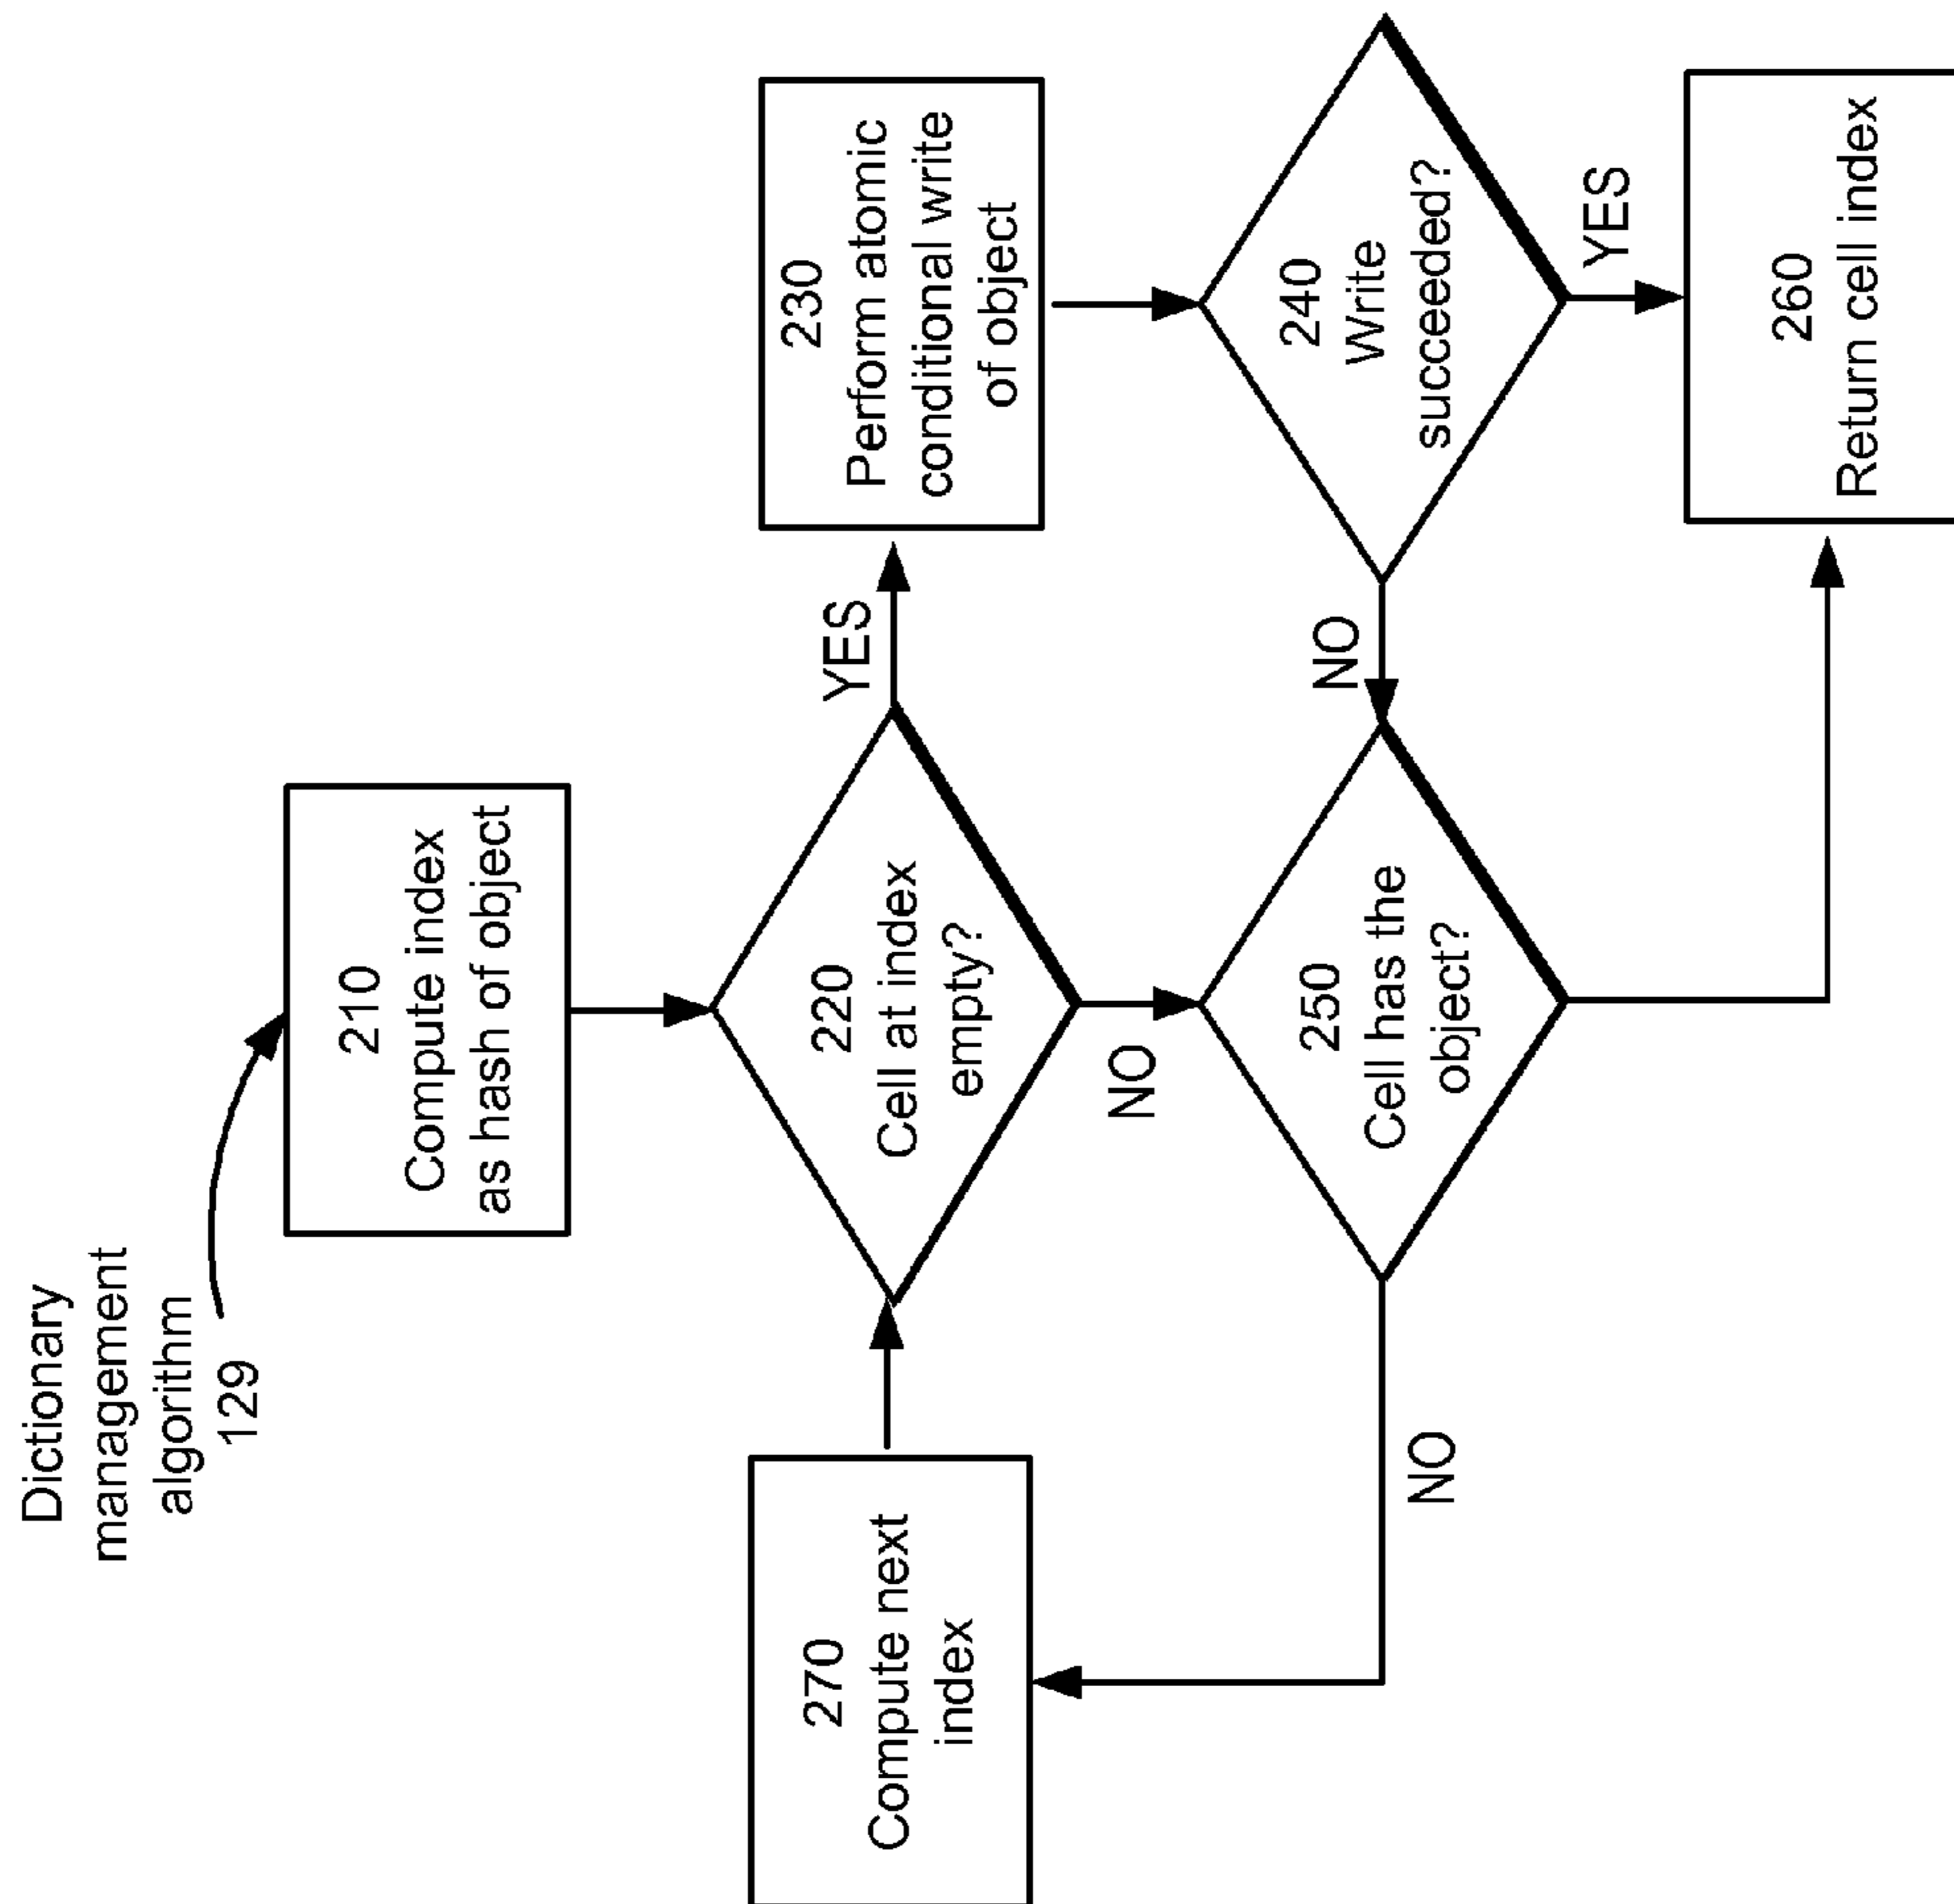 Dictionary
management
algorithm
129
210
Compute index
as hash of object
220
Cell at index
empty?
YES
230
Perform atomic
conditional write
of object
NO
270
Compute next
index
250
Cell has the
object?
NO
240
Write
succeeded?
NO
YES
260
Return cell index